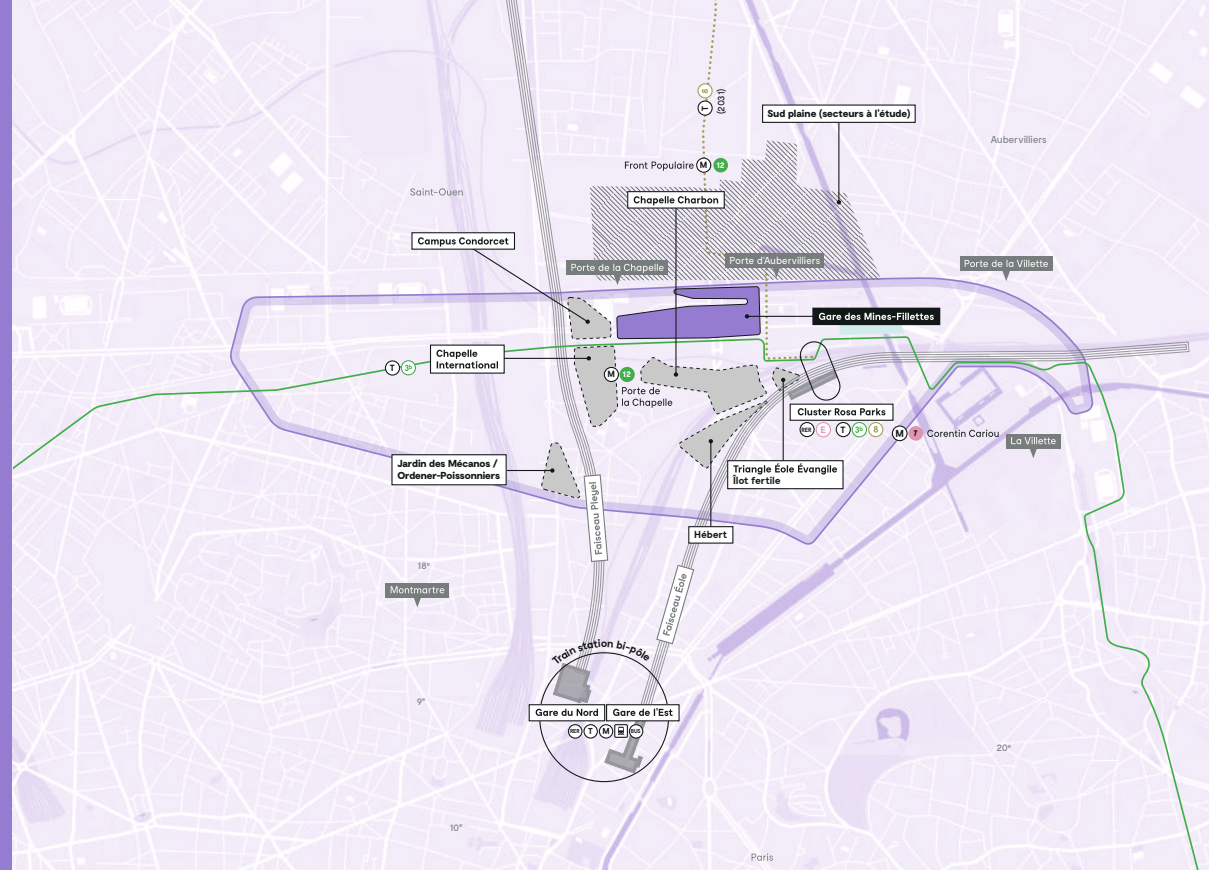 8
T
(2031)
Sud plaine (secteurs à l'étude)
Aubervilliers
Front Populaire M 12
Saint-Ouen
Chapelle Charbon
Campus Condorcet
Porte de la Chapelle
Porte d'Aubervilliers
Porte de la Villette
Gare des Mines-Fillettes
Chapelle
International
T 3b
M 12
Porte de
la Chapelle
Cluster Rosa Parks
RER E T 3b 8
M 7 Corentin Cariou
La Villette
Jardin des Mécanos /
Ordener-Poissonniers
Triangle Éole Évangile
Îlot fertile
Faisceau Pleyel
Hébert
18e
Montmartre
Faisceau Éole
Train station bi-pôle
9e
Gare du Nord
Gare de l'Est
RER T M BUS
20e
10e
Paris